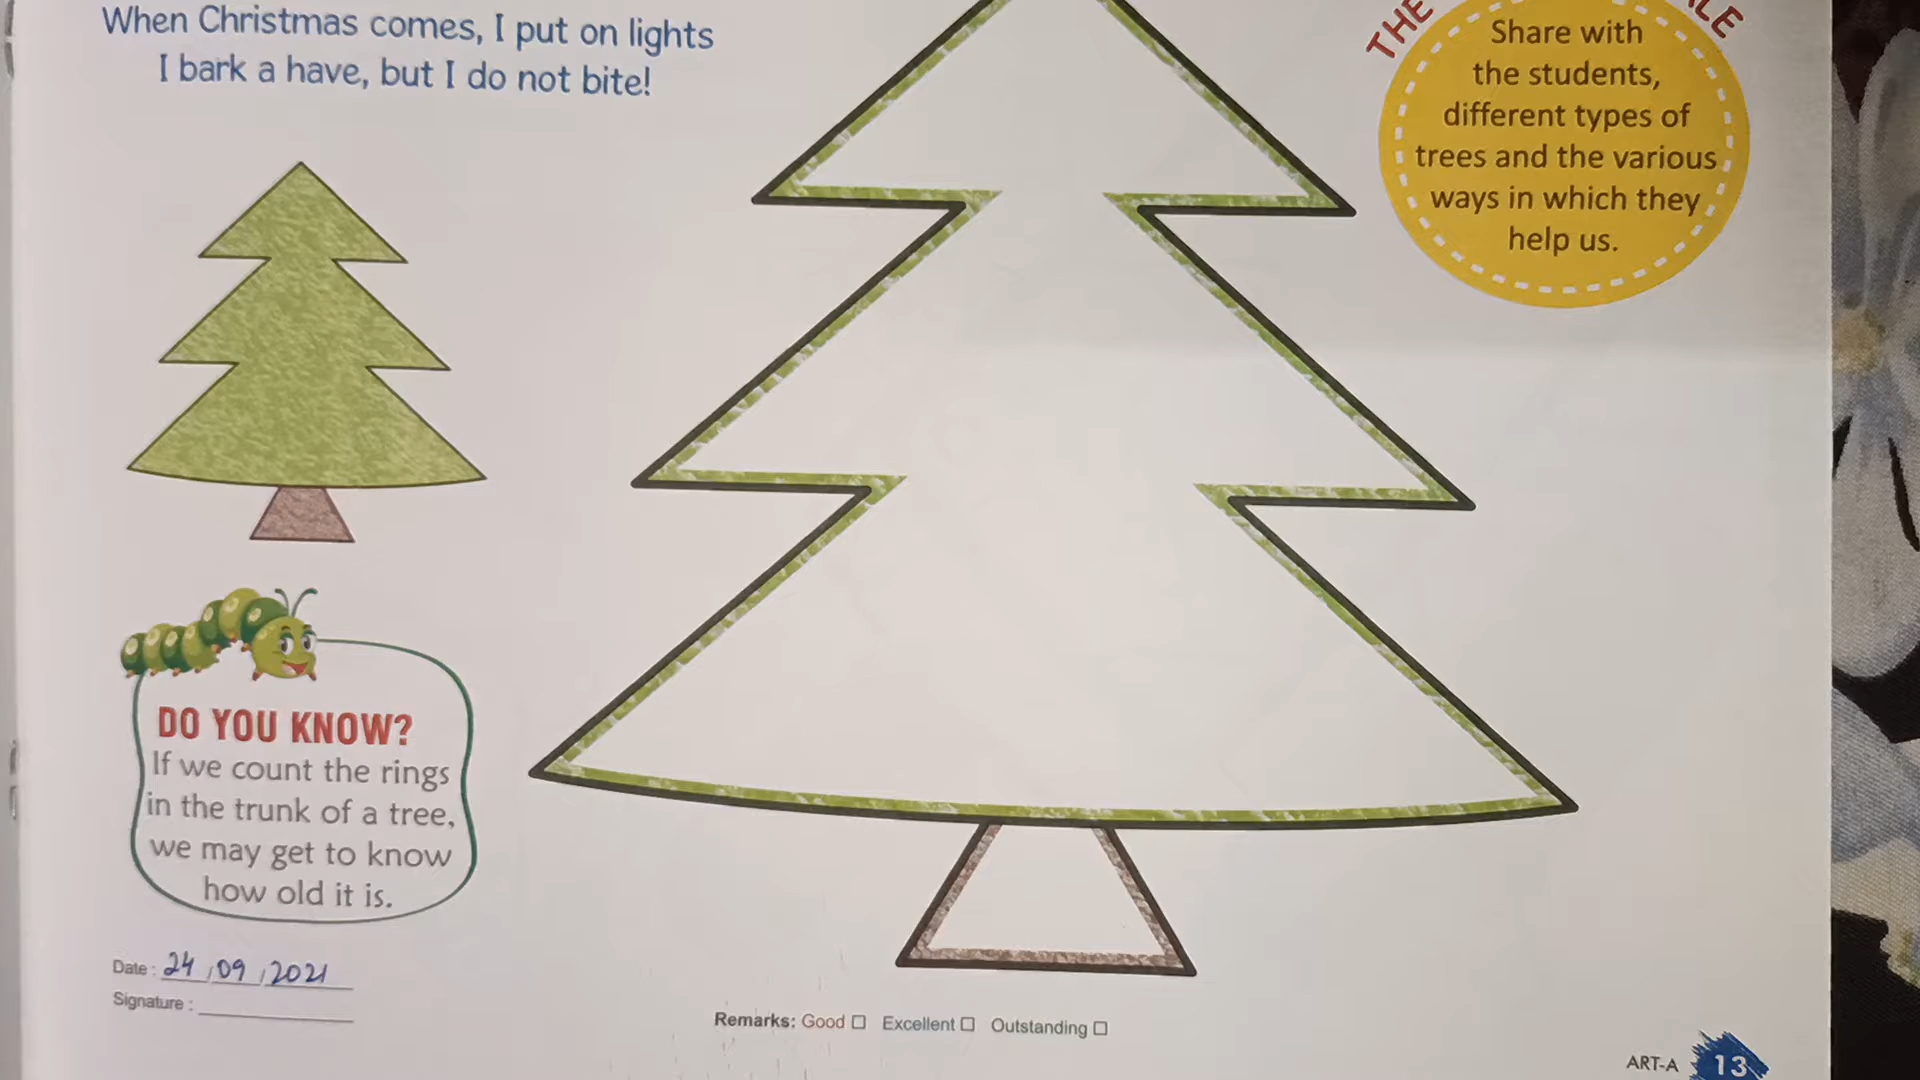 When Christmas comes, I put on lights
I bark a have, but I do not bite!
THE
Share with
the students,
different types of
trees and the various
ways in which they
help us.
DO YOU KNOW?
If we count the rings
in the trunk of a tree,
we may get to know
how old it is.
Date : 24 / 09 / 2021
Signature :
Remarks: Good ☐ Excellent ☐ Outstanding ☐
ART-A 13